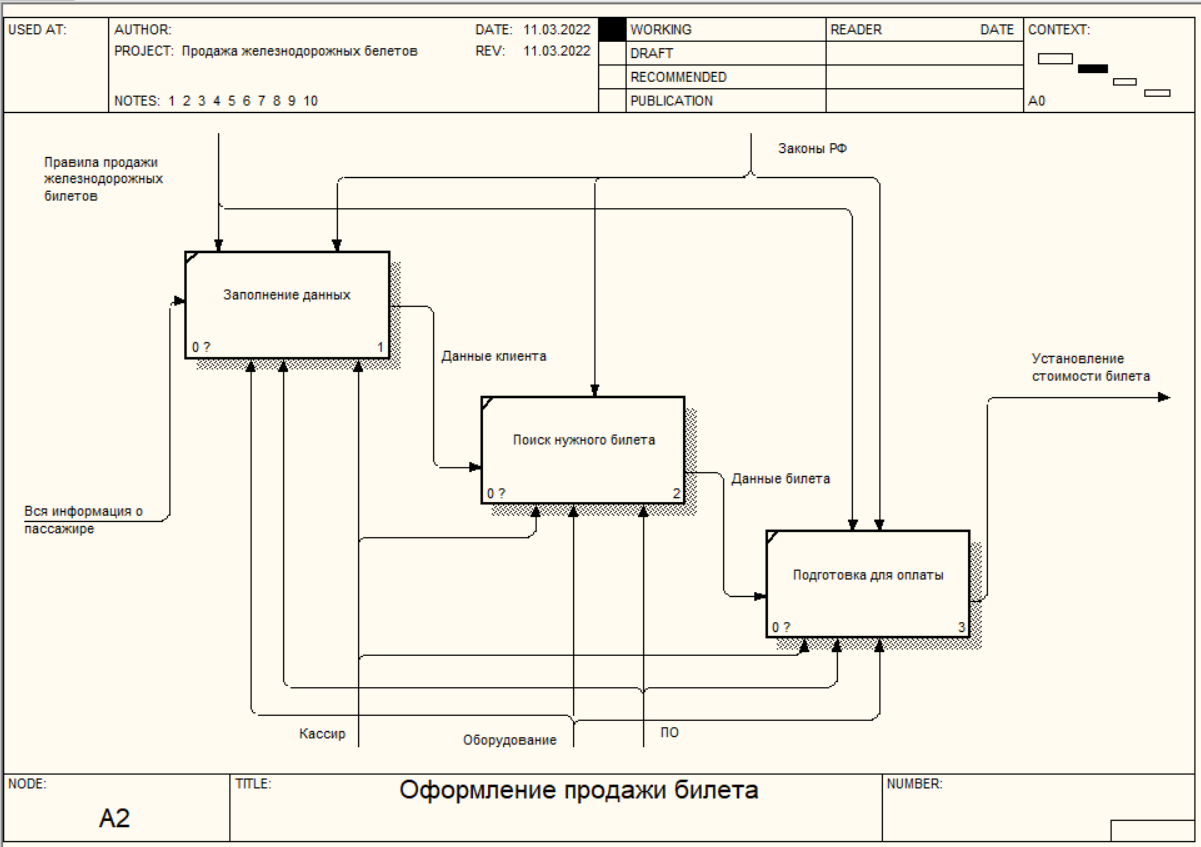 USED AT:
AUTHOR:
DATE: 11.03.2022
WORKING
READER
DATE
CONTEXT:
PROJECT: Продажа железнодорожных белетов
REV: 11.03.2022
DRAFT
RECOMMENDED
NOTES: 1 2 3 4 5 6 7 8 9 10
PUBLICATION
A0
Законы РФ
Правила продажи
железнодорожных
билетов
Заполнение данных
0 ?
1
Данные клиента
Установление
стоимости билета
Поиск нужного билета
0 ?
2
Данные билета
Вся информация о
пассажире
Подготовка для оплаты
0 ?
3
Кассир
Оборудование
ПО
NODE:
TITLE:
Оформление продажи билета
NUMBER:
A2